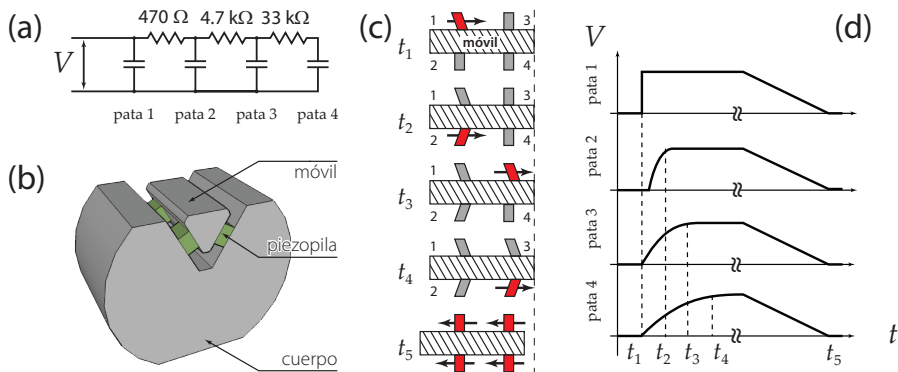 (a)
470 Ω 4.7 kΩ 33 kΩ
V
pata 1 pata 2 pata 3 pata 4
(b)
móvil
piezopila
cuerpo
(c)
1 3
t1 móvil
2 4
1 3
t2
2 4
1 3
t3
2 4
1 3
t4
2 4
t5
V (d)
pata 1
pata 2
pata 3
pata 4
t
t1 t2 t3 t4 t5